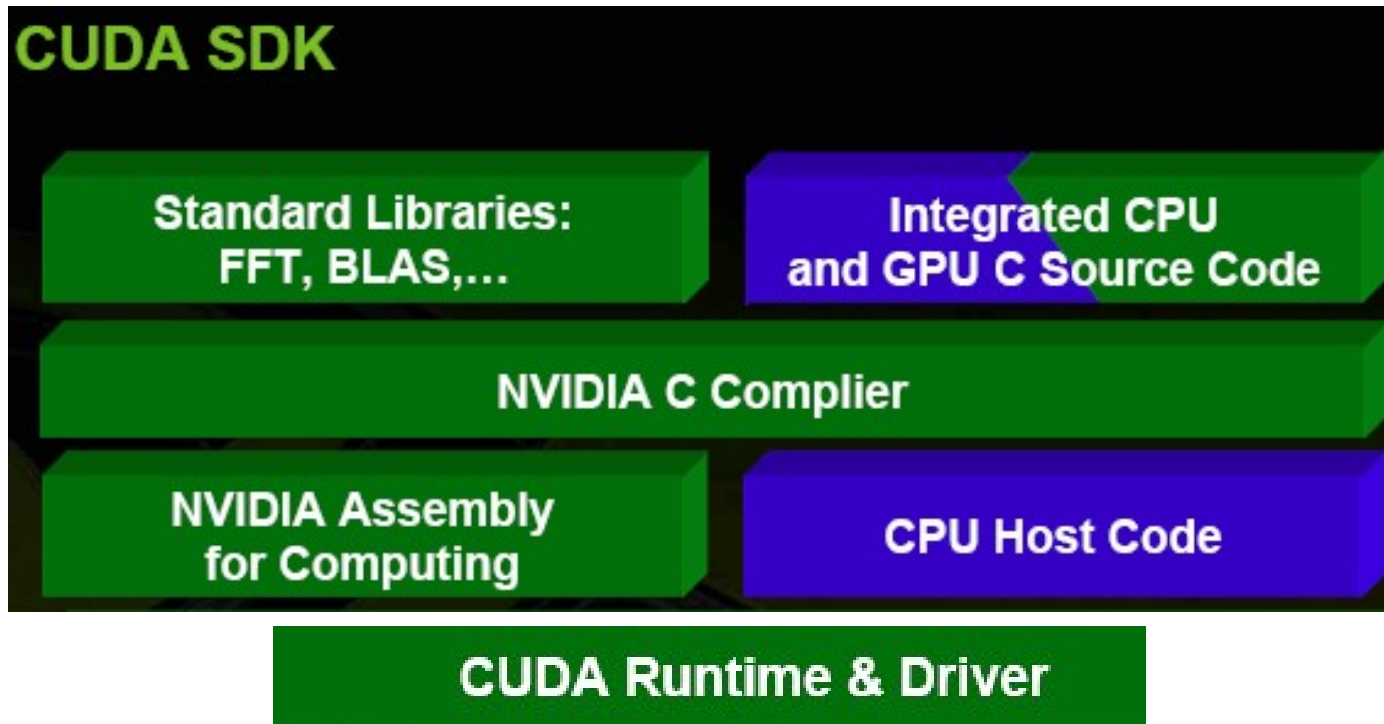 CUDA SDK
Standard Libraries:
FFT, BLAS,...
Integrated CPU
and GPU C Source Code
NVIDIA C Complier
NVIDIA Assembly
for Computing
CPU Host Code
CUDA Runtime & Driver